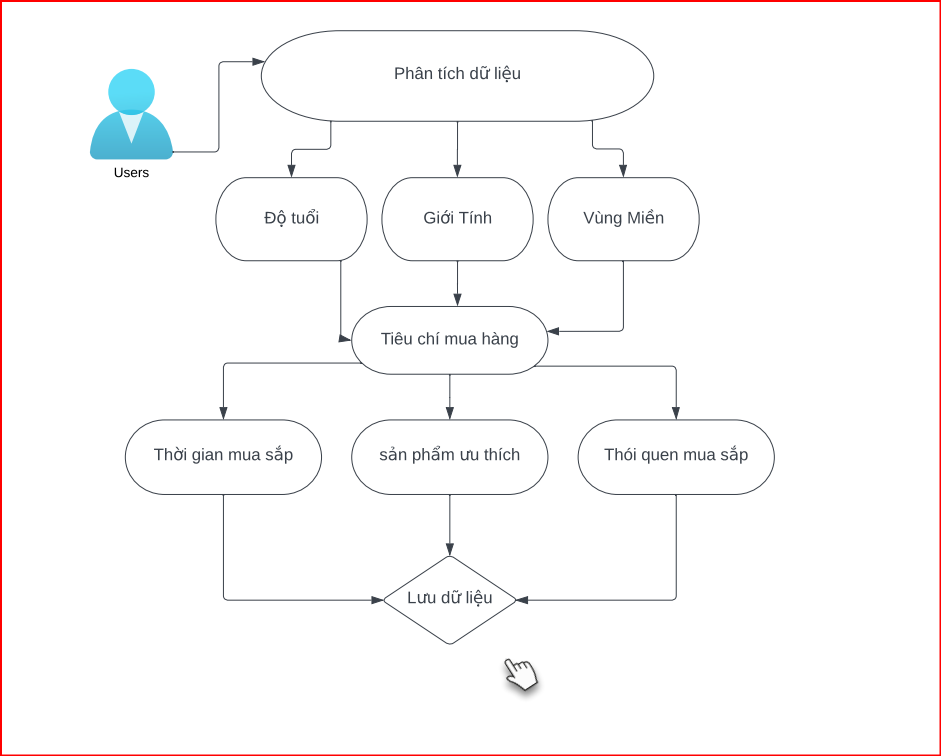 Phân tích dữ liệu
Users
Độ tuổi
Giới Tính
Vùng Miền
Tiêu chí mua hàng
Thời gian mua sắp
sản phẩm ưu thích
Thói quen mua sắp
Lưu dữ liệu